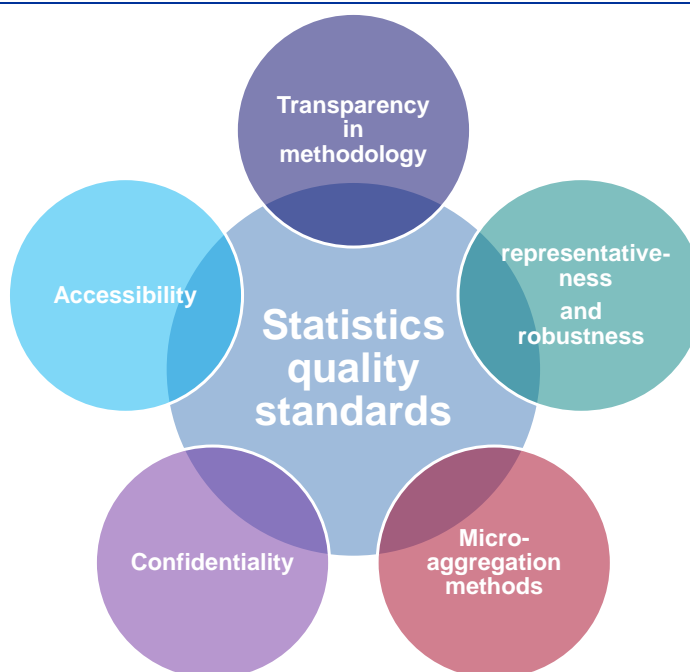 Transparency
in
methodology
representative-
ness
and
robustness
Accessibility
Statistics
quality
standards
Micro-
aggregation
methods
Confidentiality